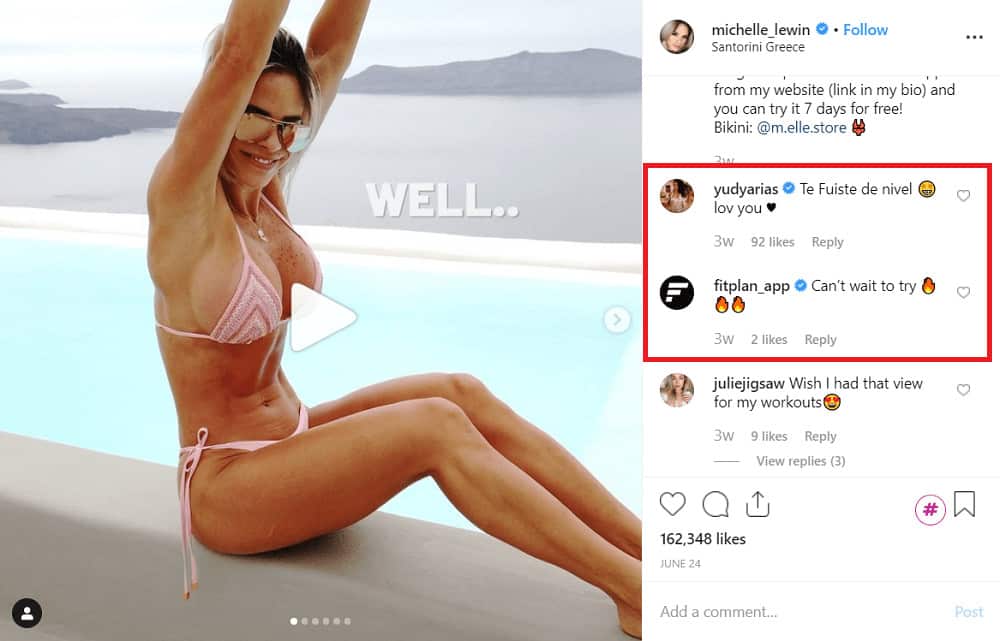 WELL..
michelle_lewin • Follow
Santorini Greece
from my website (link in my bio) and
you can try it 7 days for free!
Bikini: @m.elle.store 👙
3w
yudyarias Te Fuiste de nivel 😁
lov you ♥
3w 92 likes Reply
fitplan_app Can't wait to try 🔥
🔥🔥
3w 2 likes Reply
juliejigsaw Wish I had that view
for my workouts😍
3w 9 likes Reply
View replies (3)
#
162,348 likes
JUNE 24
Add a comment... Post